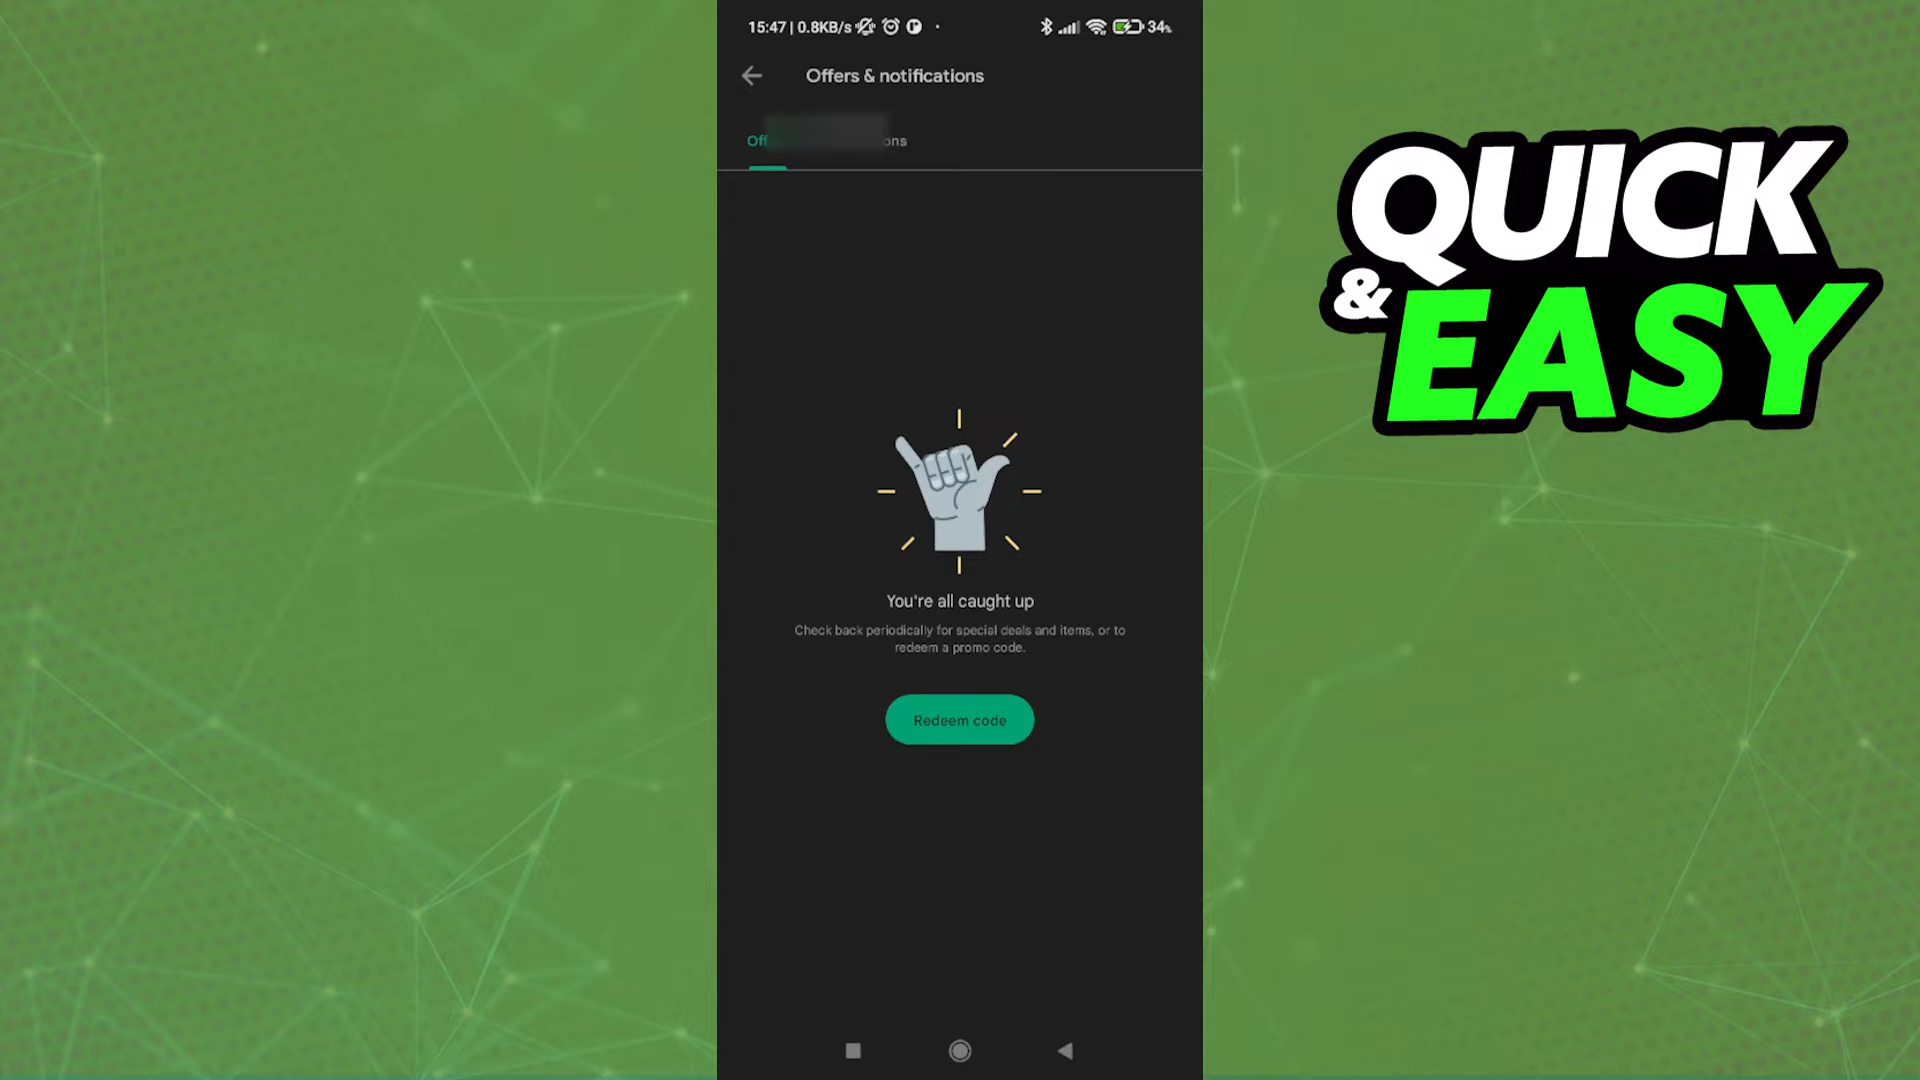 15:47 | 0.8KB/s
34%
Offers & notifications
QUICK
& EASY
You're all caught up
Check back periodically for special deals and items, or to
redeem a promo code.
Redeem code